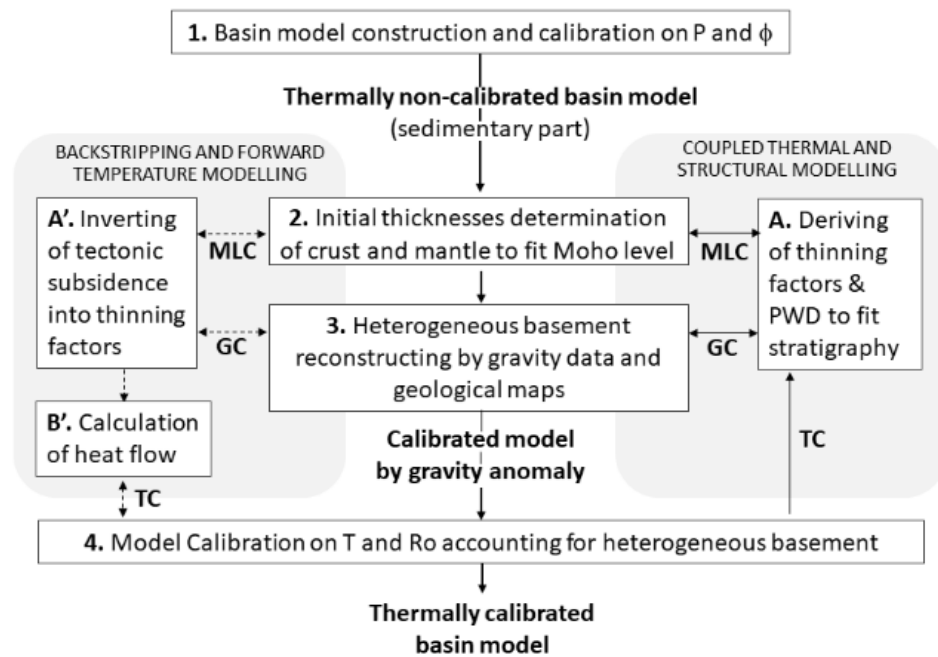 1. Basin model construction and calibration on P and ϕ
Thermally non-calibrated basin model
(sedimentary part)
BACKSTRIPPING AND FORWARD
TEMPERATURE MODELLING
COUPLED THERMAL AND
STRUCTURAL MODELLING
A’. Inverting
of tectonic
subsidence
into thinning
factors
MLC
GC
2. Initial thicknesses determination
of crust and mantle to fit Moho level
MLC
GC
A. Deriving
of thinning
factors &
PWD to fit
stratigraphy
3. Heterogeneous basement
reconstructing by gravity data and
geological maps
B’. Calculation
of heat flow
TC
Calibrated model
by gravity anomaly
TC
4. Model Calibration on T and Ro accounting for heterogeneous basement
Thermally calibrated
basin model